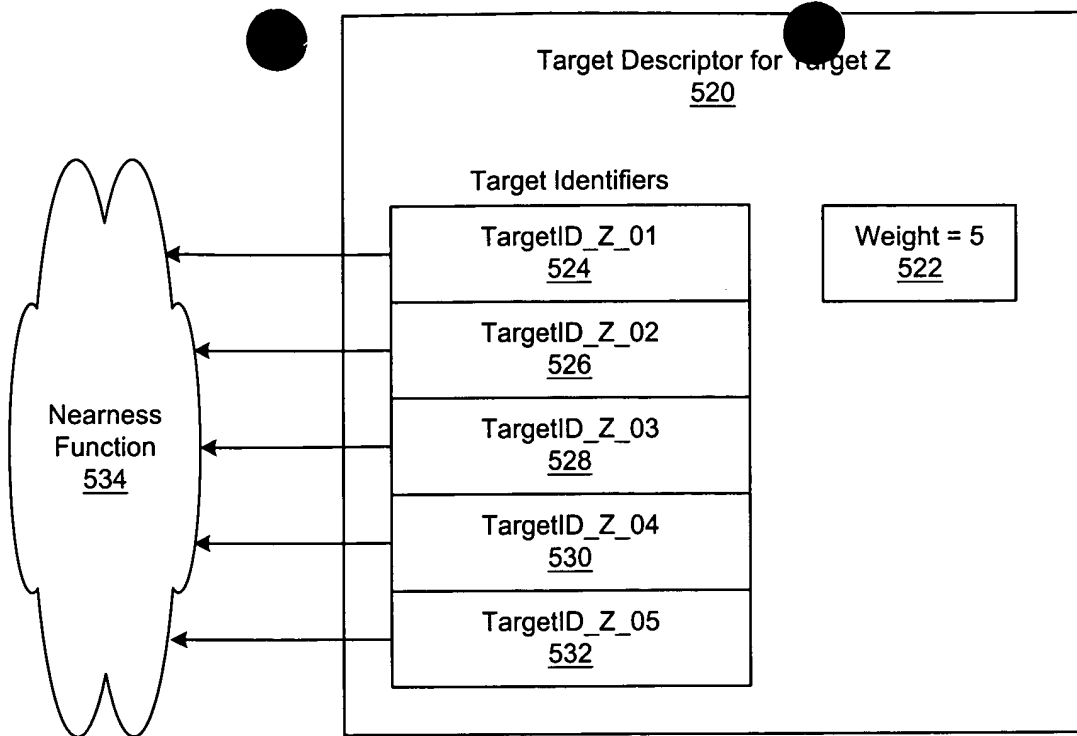 Target Descriptor for Target Z
520
Target Identifiers
TargetID_Z_01
524
Weight = 5
522
TargetID_Z_02
526
TargetID_Z_03
528
Nearness
Function
534
TargetID_Z_04
530
TargetID_Z_05
532